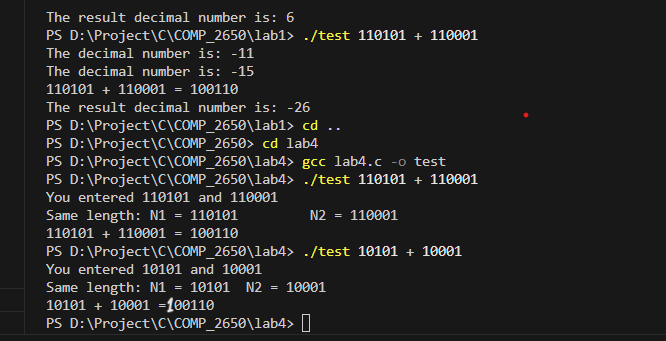 The result decimal number is: 6
PS D:\Project\C\COMP_2650\lab1> ./test 110101 + 110001
The decimal number is: -11
The decimal number is: -15
110101 + 110001 = 100110
The result decimal number is: -26
PS D:\Project\C\COMP_2650\lab1> cd ..
PS D:\Project\C\COMP_2650> cd lab4
PS D:\Project\C\COMP_2650\lab4> gcc lab4.c -o test
PS D:\Project\C\COMP_2650\lab4> ./test 110101 + 110001
You entered 110101 and 110001
Same length: N1 = 110101         N2 = 110001
110101 + 110001 = 100110
PS D:\Project\C\COMP_2650\lab4> ./test 10101 + 10001
You entered 10101 and 10001
Same length: N1 = 10101  N2 = 10001
10101 + 10001 =100110
PS D:\Project\C\COMP_2650\lab4>